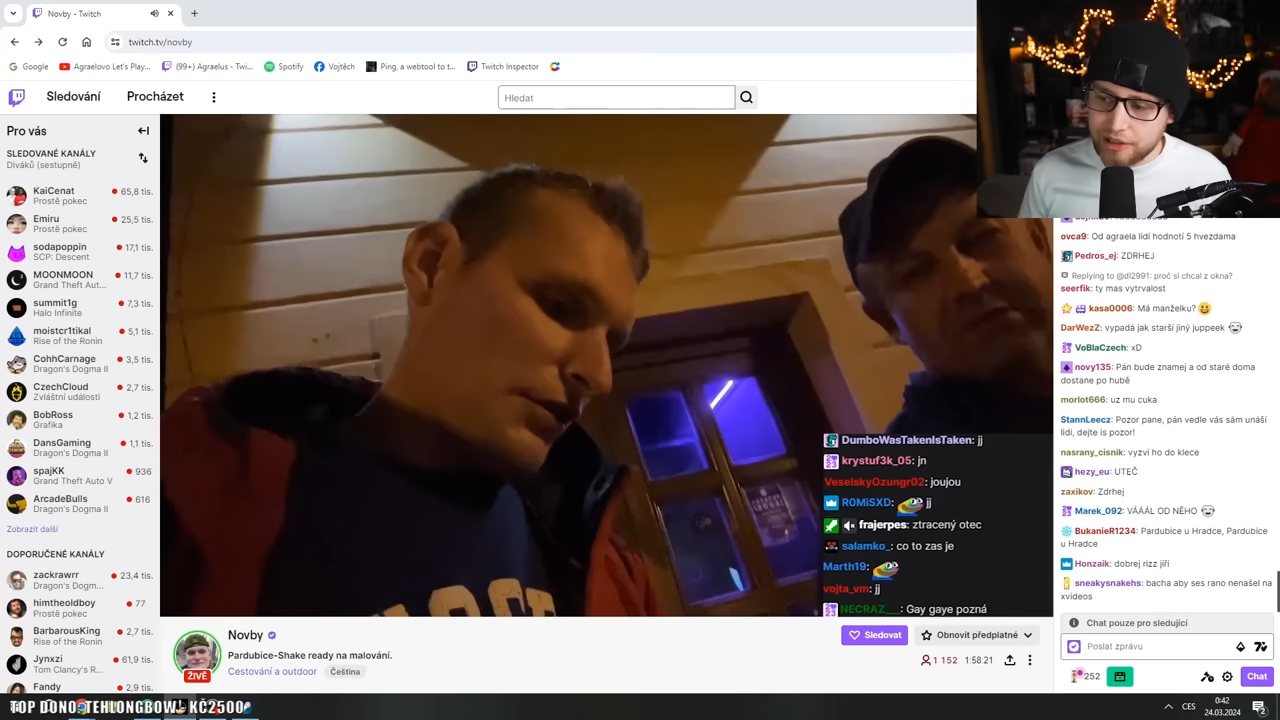 Novby - Twitch
twitch.tv/novby
Google
Agraelovo Let's Play...
(99+) Agraelus - Twi...
Spotify
Vojtěch
Ping, a webtool to t...
Twitch Inspector
Sledování
Procházet
Hledat
Pro vás
SLEDOVANÉ KANÁLY
Diváků (sestupně)
KaiCenat
65,8 tis.
Prostě pokec
Emiru
25,5 tis.
Prostě pokec
sodapoppin
17,1 tis.
SCP: Descent
MOONMOON
11,7 tis.
Grand Theft Aut...
summit1g
7,3 tis.
Halo Infinite
moistcr1tikal
5,1 tis.
Rise of the Ronin
CohhCarnage
3,5 tis.
Dragon's Dogma II
CzechCloud
2,7 tis.
Zvláštní události
BobRoss
1,2 tis.
Grafika
DansGaming
1,1 tis.
Dragon's Dogma II
spajKK
936
Grand Theft Auto V
ArcadeBulls
616
Dragon's Dogma II
Zobrazit další
DOPORUČENÉ KANÁLY
zackrawrr
23,4 tis.
Dragon's Dogm...
himtheoldboy
77
Prostě pokec
BarbarousKing
2,7 tis.
Rise of the Ronin
Jynxzi
61,9 tis.
Tom Clancy's R...
Fandy
2,9 tis.
DumboWasTakenIsTaken: jj
krystuf3k_05: jn
VeselskyOzungr02: joujou
R0MiSXD: jj
frajerpes: ztracený otec
salamko_: co to zas je
Marth19:
vojta_vm: jj
NECRAZ___: Gay gaye pozná
ŽIVĚ
Novby
Pardubice-Shake ready na malování.
Cestování a outdoor
Čeština
Sledovat
Obnovit předplatné
1 152
1:58:21
ovca9: Od agraela lidí hodnotí 5 hvezdama
Pedros_ej: ZDRHEJ
Replying to @dl2991: proč si chcal z okna?
seerfik: ty mas vytrvalost
kasa0006: Má manželku?
DarWezZ: vypadá jak starší jiný juppeek
VoBlaCzech: xD
novy135: Pán bude znamej a od staré doma
dostane po hubě
morlot666: uz mu cuka
StannLeecz: Pozor pane, pán vedle vás sám unáší
lidi, dejte is pozor!
nasrany_cisnik: vyzvi ho do klece
hezy_eu: UTEČ
zaxikov: Zdrhej
Marek_092: VÁÁÁL OD NĚHO
BukanieR1234: Pardubice u Hradce, Pardubice
u Hradce
Honzaik: dobrej rizz jiří
sneakysnakehs: bacha aby ses rano nenašel na
xvideos
Chat pouze pro sledující
Poslat zprávu
252
Chat
TOP DONO: TEHLONGBOW - KČ2500
CES
0:42
24.03.2024
2